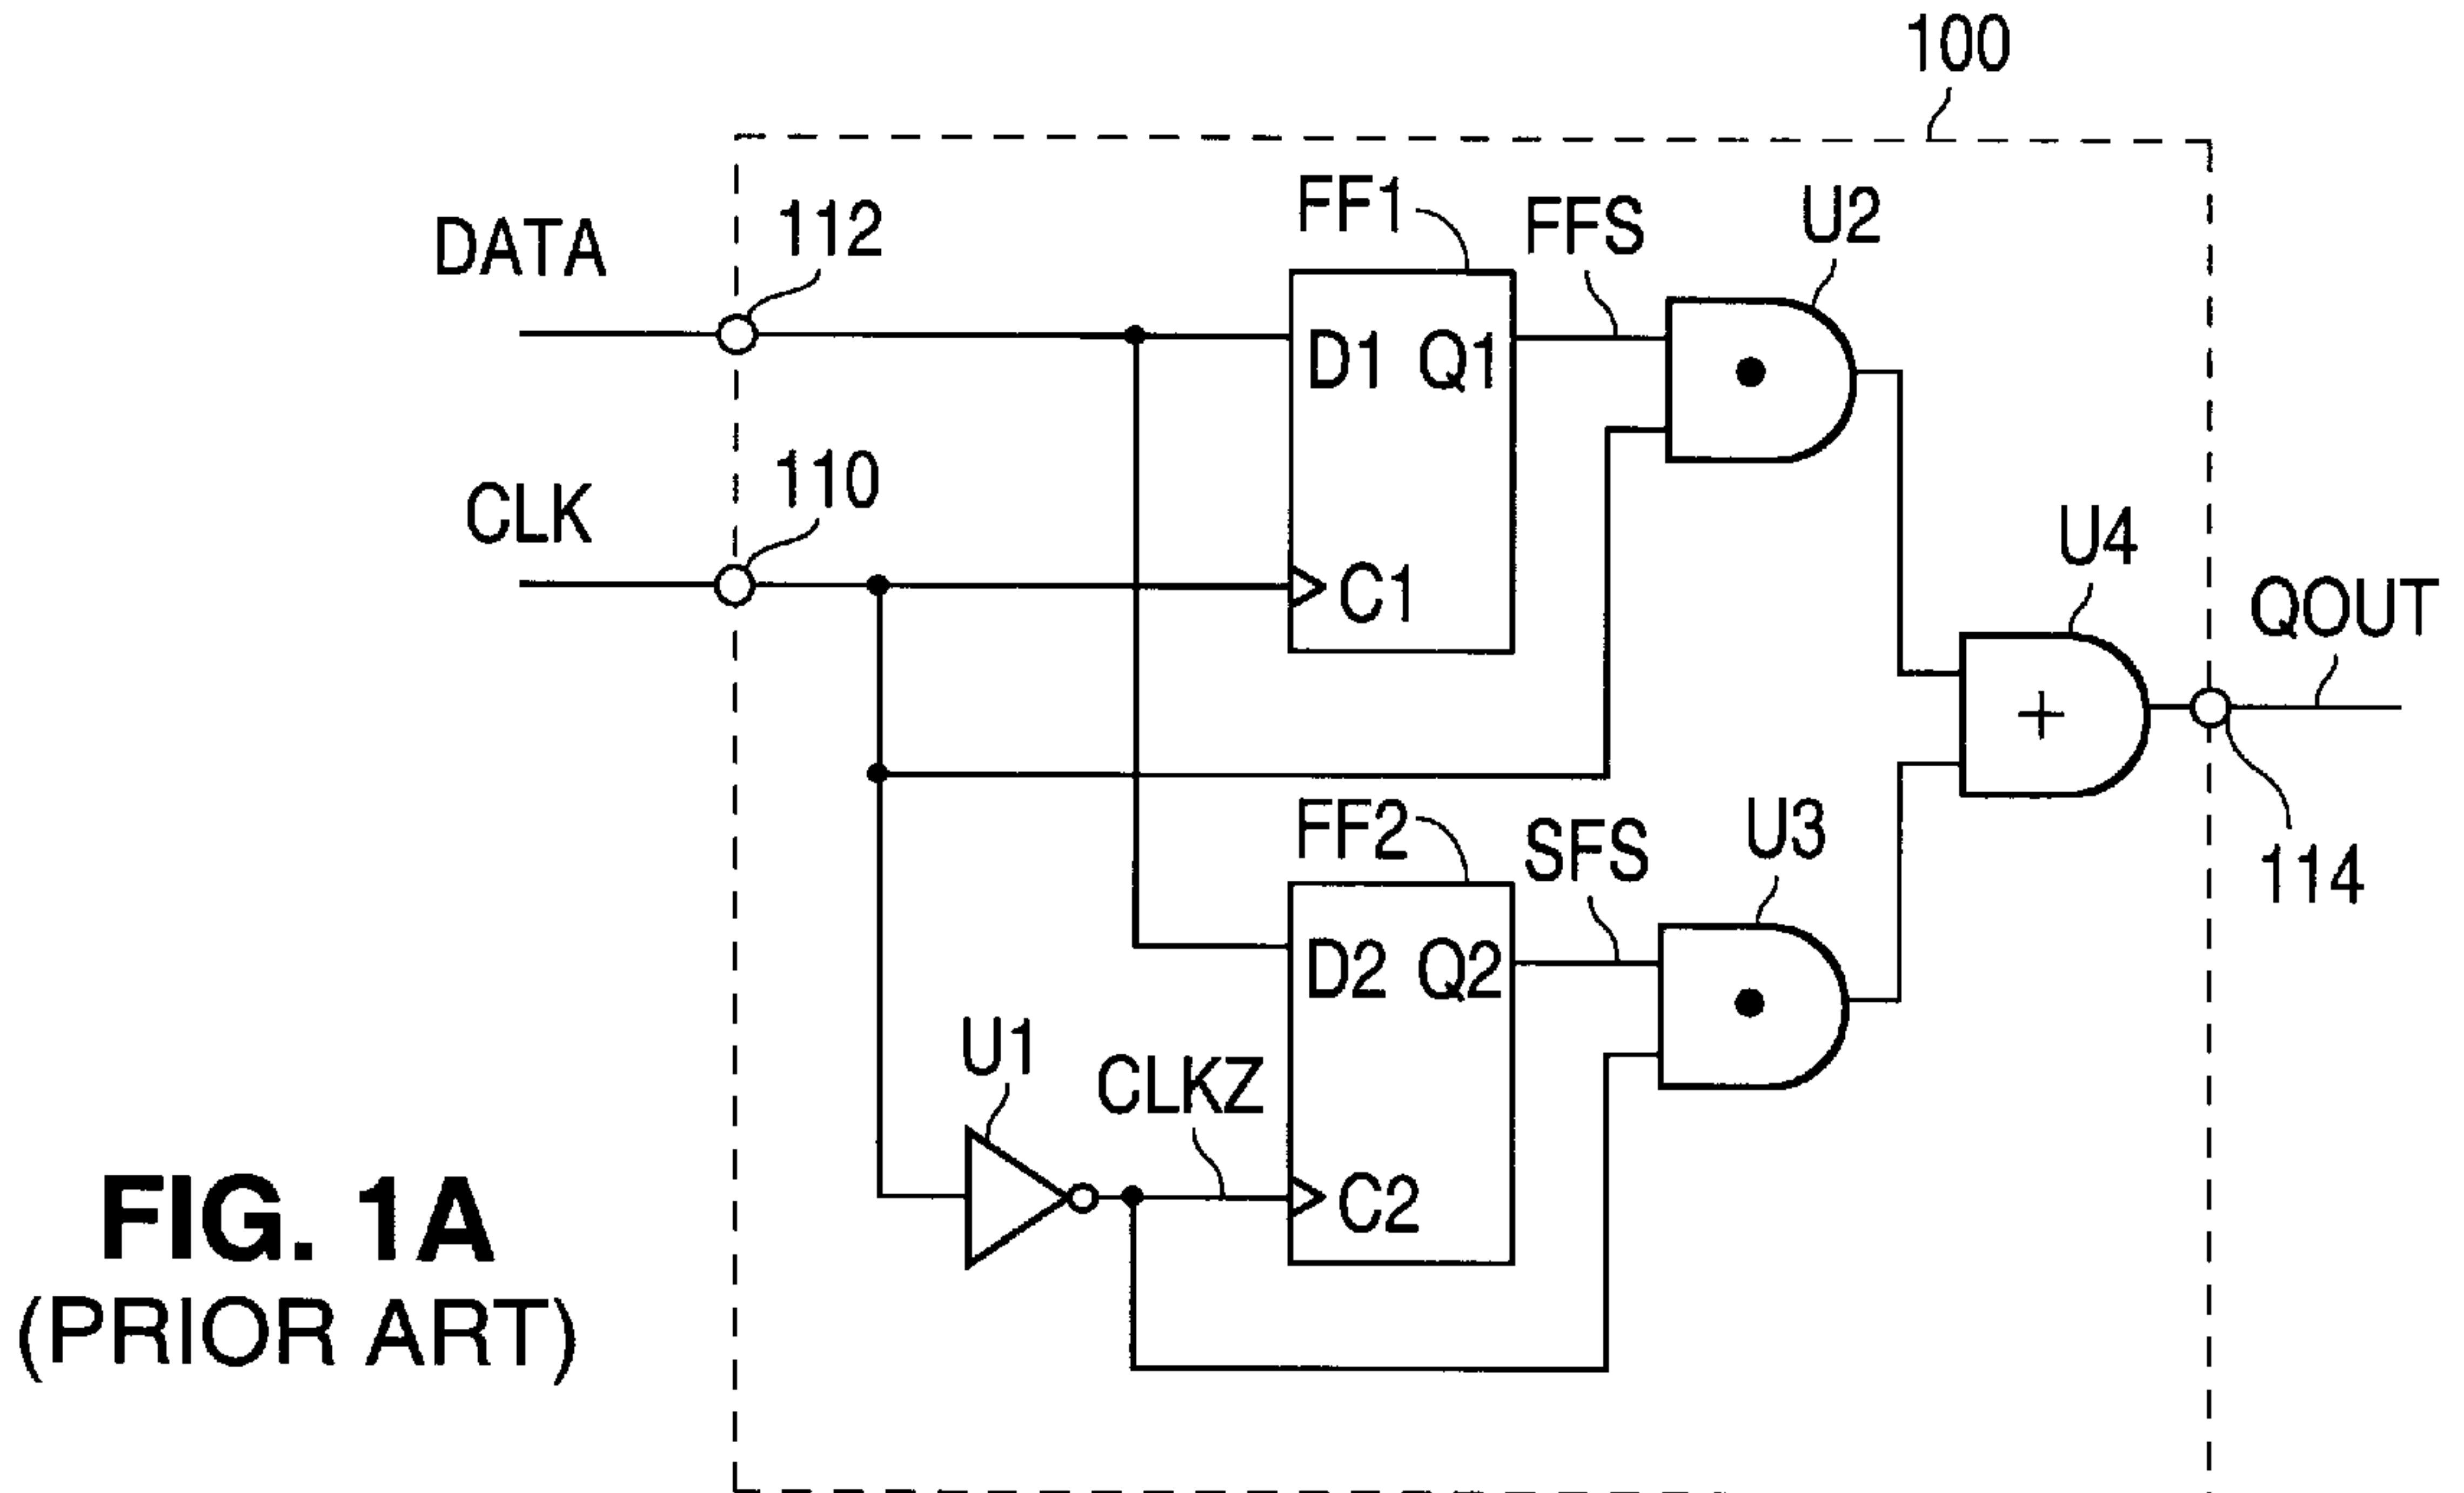 100
DATA
112
FF1
FFS
U2
D1 Q1
CLK
110
C1
U4
QOUT
+
114
FF2
SFS
U3
D2 Q2
U1
CLKZ
C2
FIG. 1A
(PRIOR ART)